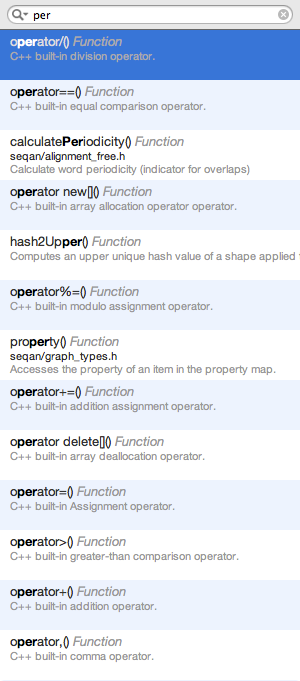 per
operator/() Function
C++ built-in division operator.
operator==() Function
C++ built-in equal comparison operator.
calculatePeriodicity() Function
seqan/alignment_free.h
Calculate word periodicity (indicator for overlaps)
operator new[]() Function
C++ built-in array allocation operator operator.
hash2Upper() Function
Computes an upper unique hash value of a shape applied
operator%=() Function
C++ built-in modulo assignment operator.
property() Function
seqan/graph_types.h
Accesses the property of an item in the property map.
operator+=() Function
C++ built-in addition assignment operator.
operator delete[]() Function
C++ built-in array deallocation operator.
operator=() Function
C++ built-in Assignment operator.
operator>() Function
C++ built-in greater-than comparison operator.
operator+() Function
C++ built-in addition operator.
operator,() Function
C++ built-in comma operator.